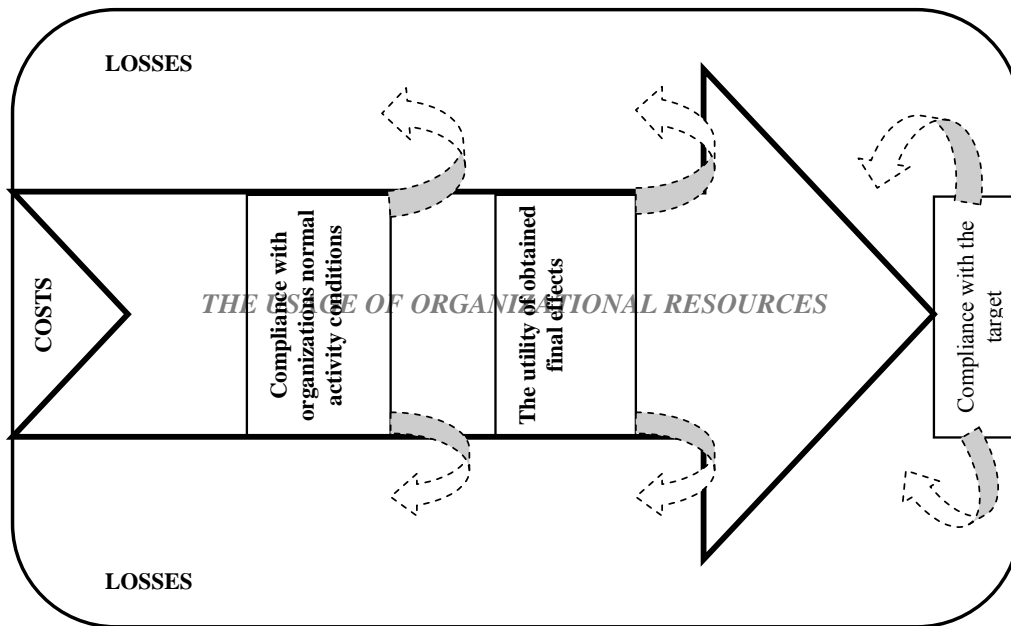 LOSSES
COSTS
Compliance with
organizations normal
activity conditions
The utility of obtained
final effects
THE USAGE OF ORGANIZATIONAL RESOURCES
Compliance with the
target
LOSSES